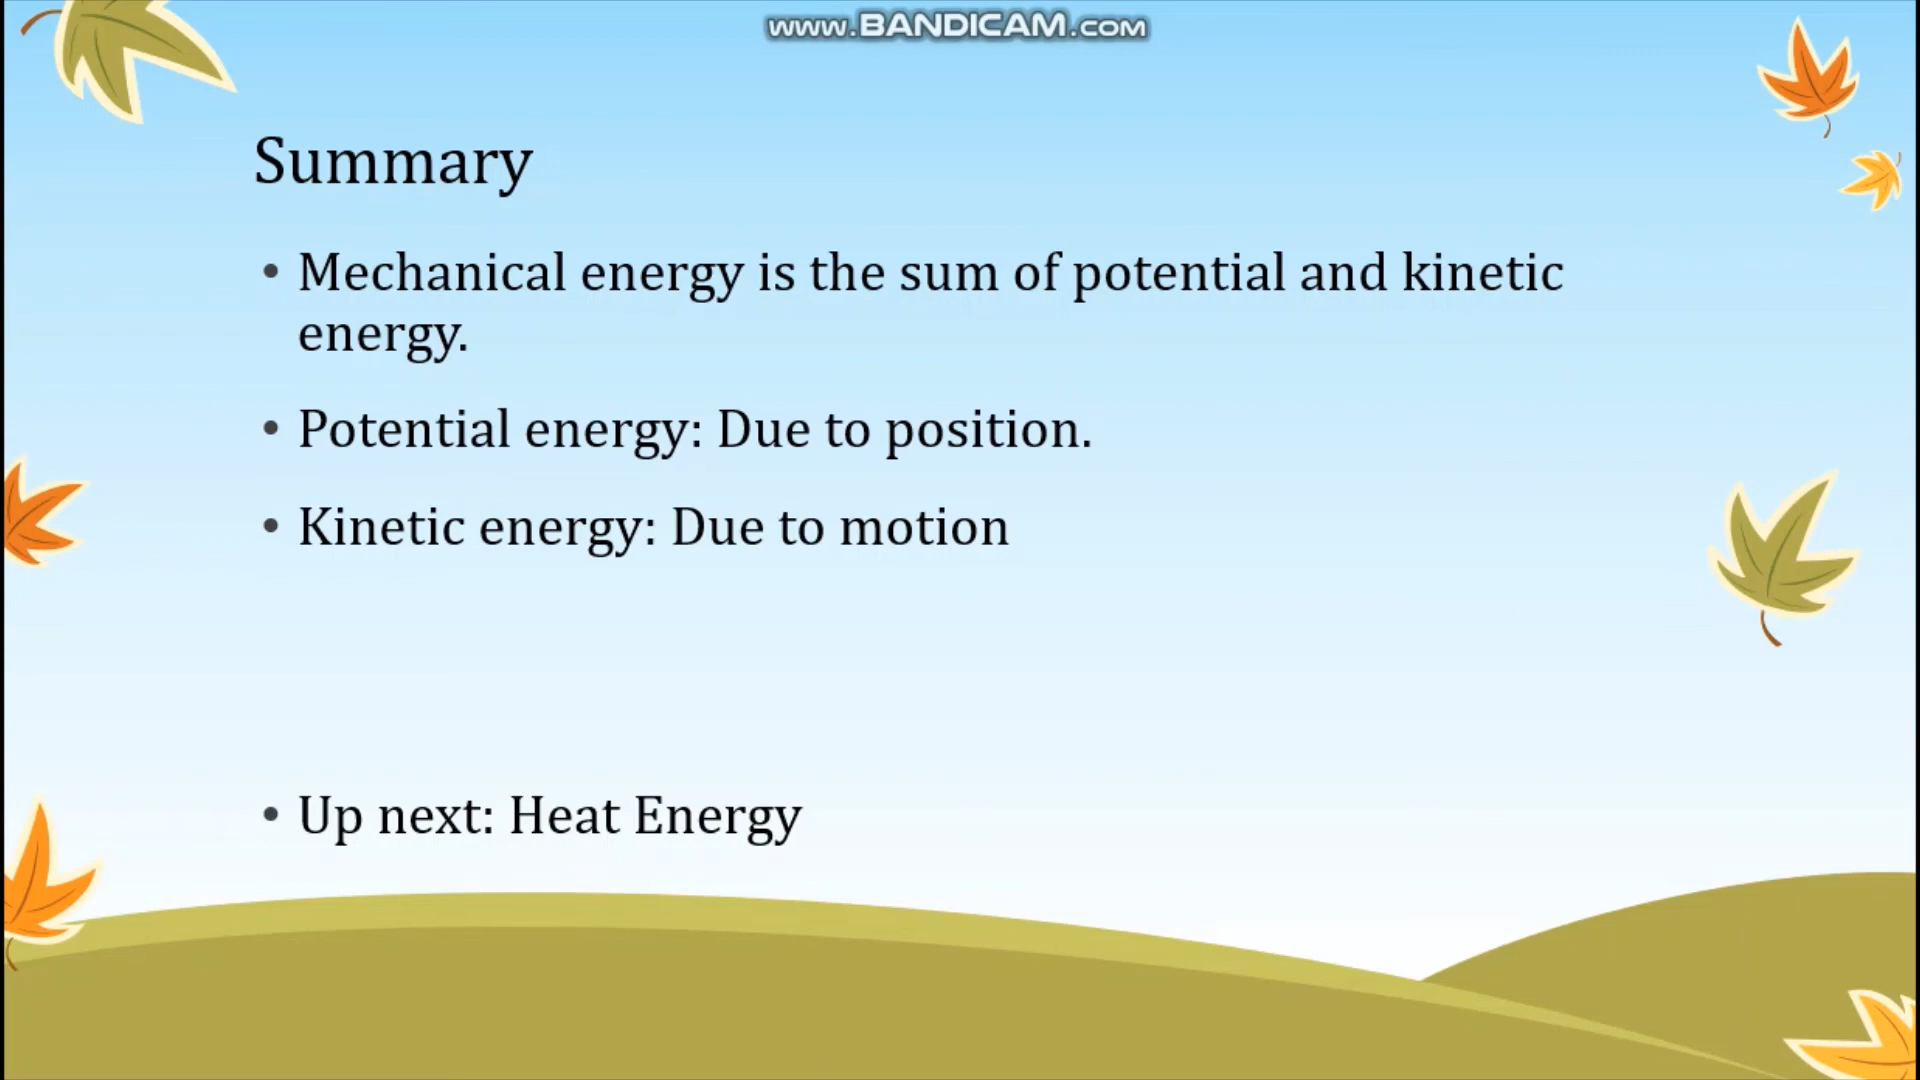 www.BANDICAM.com
Summary
• Mechanical energy is the sum of potential and kinetic
energy.
• Potential energy: Due to position.
• Kinetic energy: Due to motion
• Up next: Heat Energy